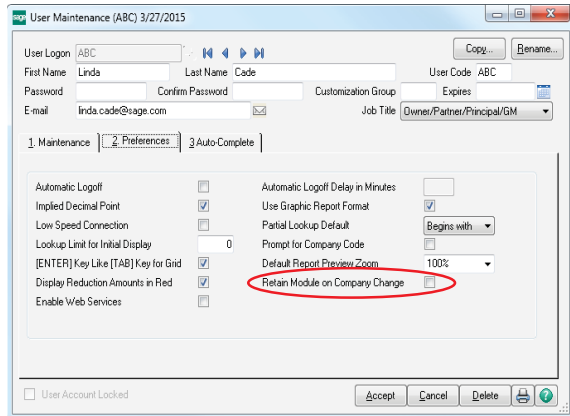 sage User Maintenance (ABC) 3/27/2015
User Logon ABC Copy... Rename...
First Name Linda Last Name Cade User Code ABC
Password Confirm Password Customization Group Expires
E-mail linda.cade@sage.com Job Title Owner/Partner/Principal/GM
1. Maintenance 2. Preferences 3 Auto-Complete
Automatic Logoff Automatic Logoff Delay in Minutes
Implied Decimal Point Use Graphic Report Format
Low Speed Connection Partial Lookup Default Begins with
Lookup Limit for Initial Display 0 Prompt for Company Code
[ENTER] Key Like [TAB] Key for Grid Default Report Preview Zoom 100%
Display Reduction Amounts in Red Retain Module on Company Change
Enable Web Services
User Account Locked Accept Cancel Delete